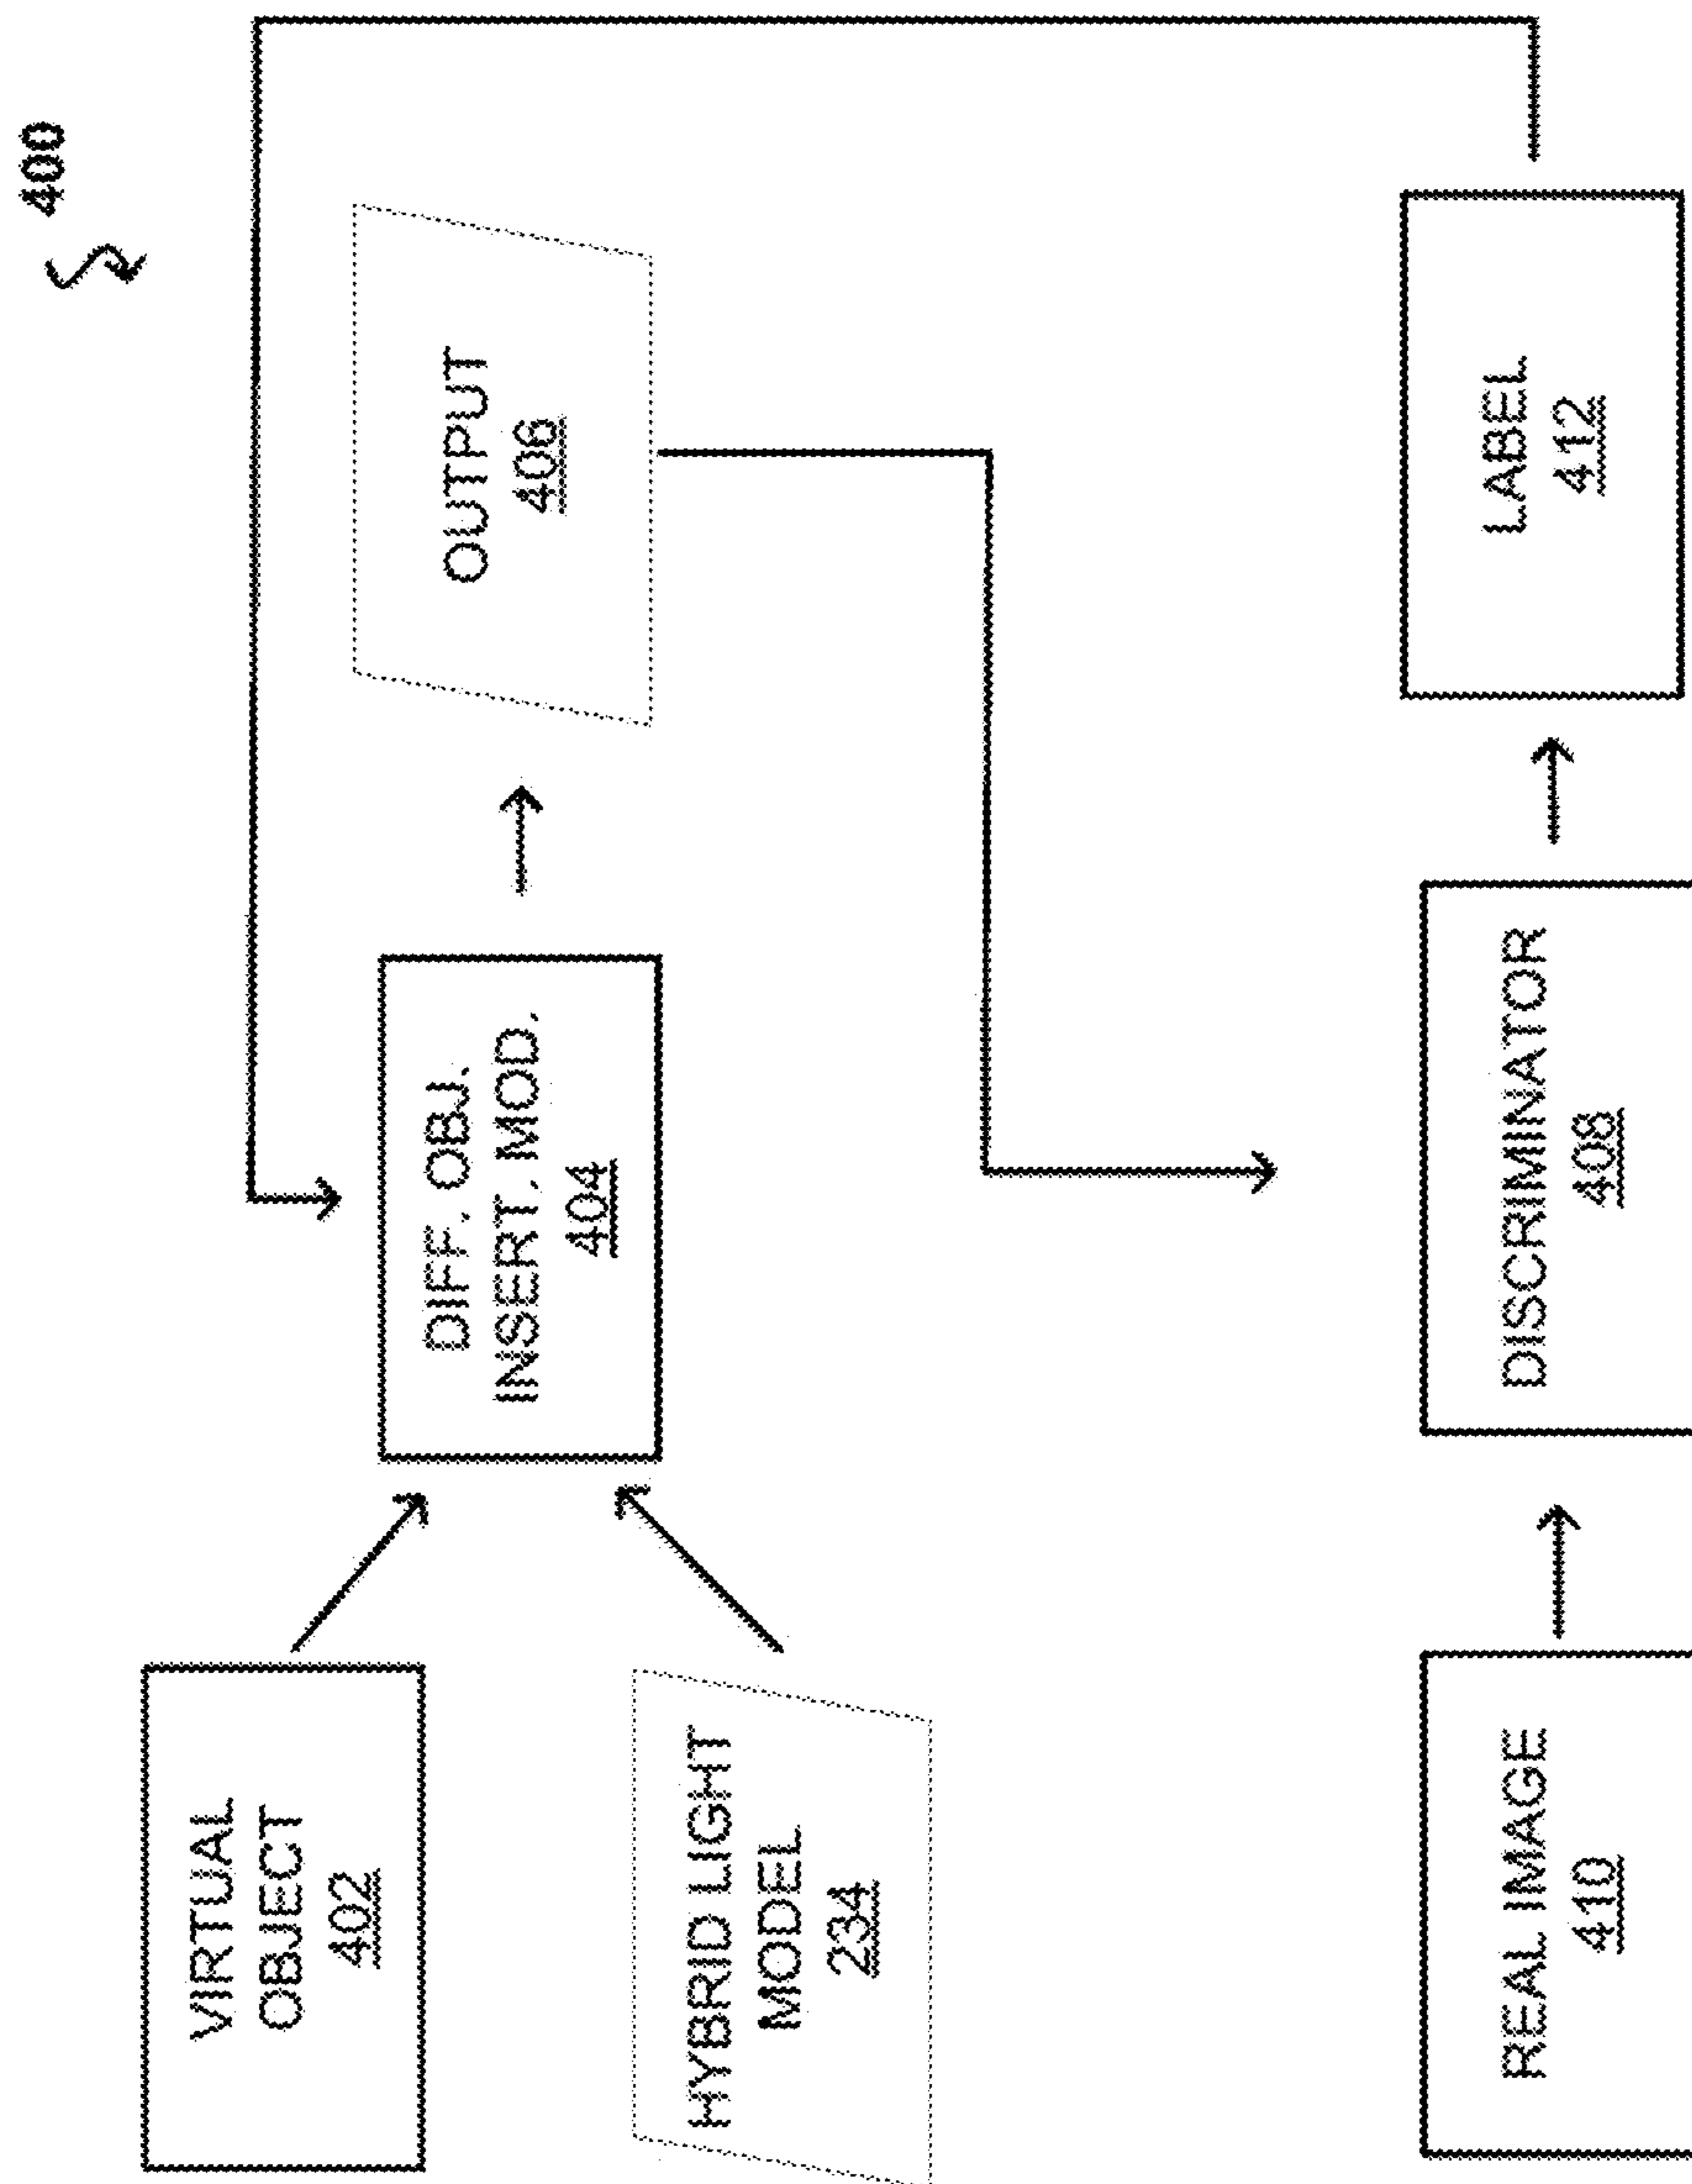 400
VIRTUAL
OBJECT
402
DIFF. OBJ.
INSERT. MOD.
404
OUTPUT
406
HYBRID LIGHT
MODEL
234
REAL IMAGE
410
DISCRIMINATOR
408
LABEL
412